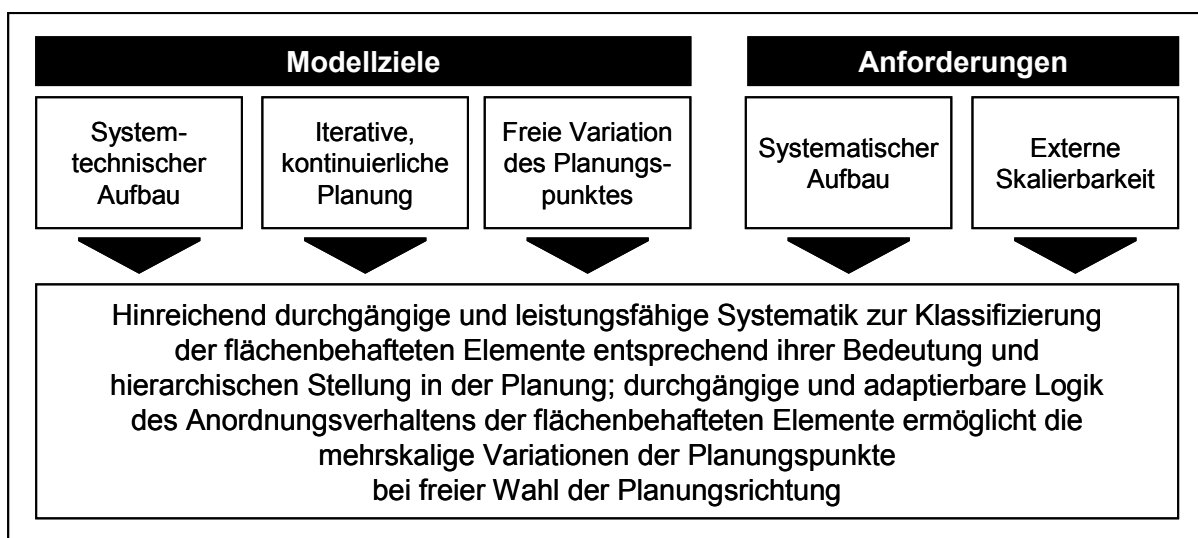 Modellziele
Anforderungen
System-
technischer
Aufbau
Iterative,
kontinuierliche
Planung
Freie Variation
des Planungs-
punktes
Systematischer
Aufbau
Externe
Skalierbarkeit
Hinreichend durchgängige und leistungsfähige Systematik zur Klassifizierung
der flächenbehafteten Elemente entsprechend ihrer Bedeutung und
hierarchischen Stellung in der Planung; durchgängige und adaptierbare Logik
des Anordnungsverhaltens der flächenbehafteten Elemente ermöglicht die
mehrskalige Variationen der Planungspunkte
bei freier Wahl der Planungsrichtung